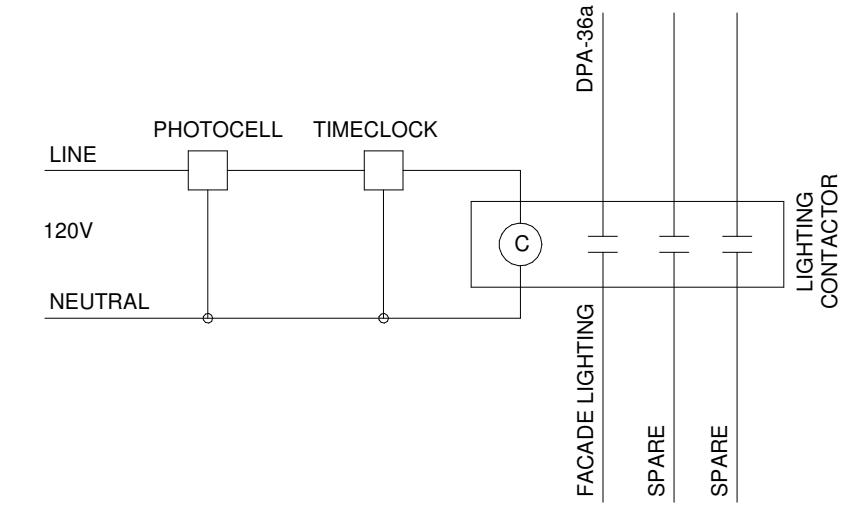 DPA-36a
PHOTOCELL
TIMECLOCK
LINE
120V
C
LIGHTING
CONTACTOR
NEUTRAL
FACADE LIGHTING
SPARE
SPARE